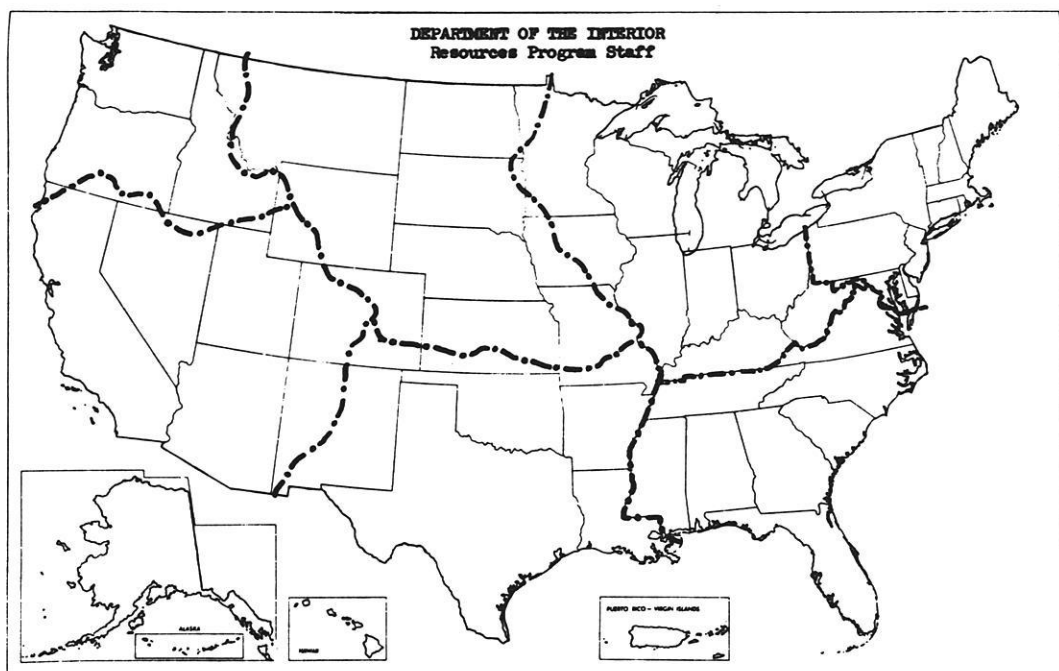 DEPARTMENT OF THE INTERIOR
Resources Program Staff
ALASKA
HAWAII
PUERTO RICO — VIRGIN ISLANDS